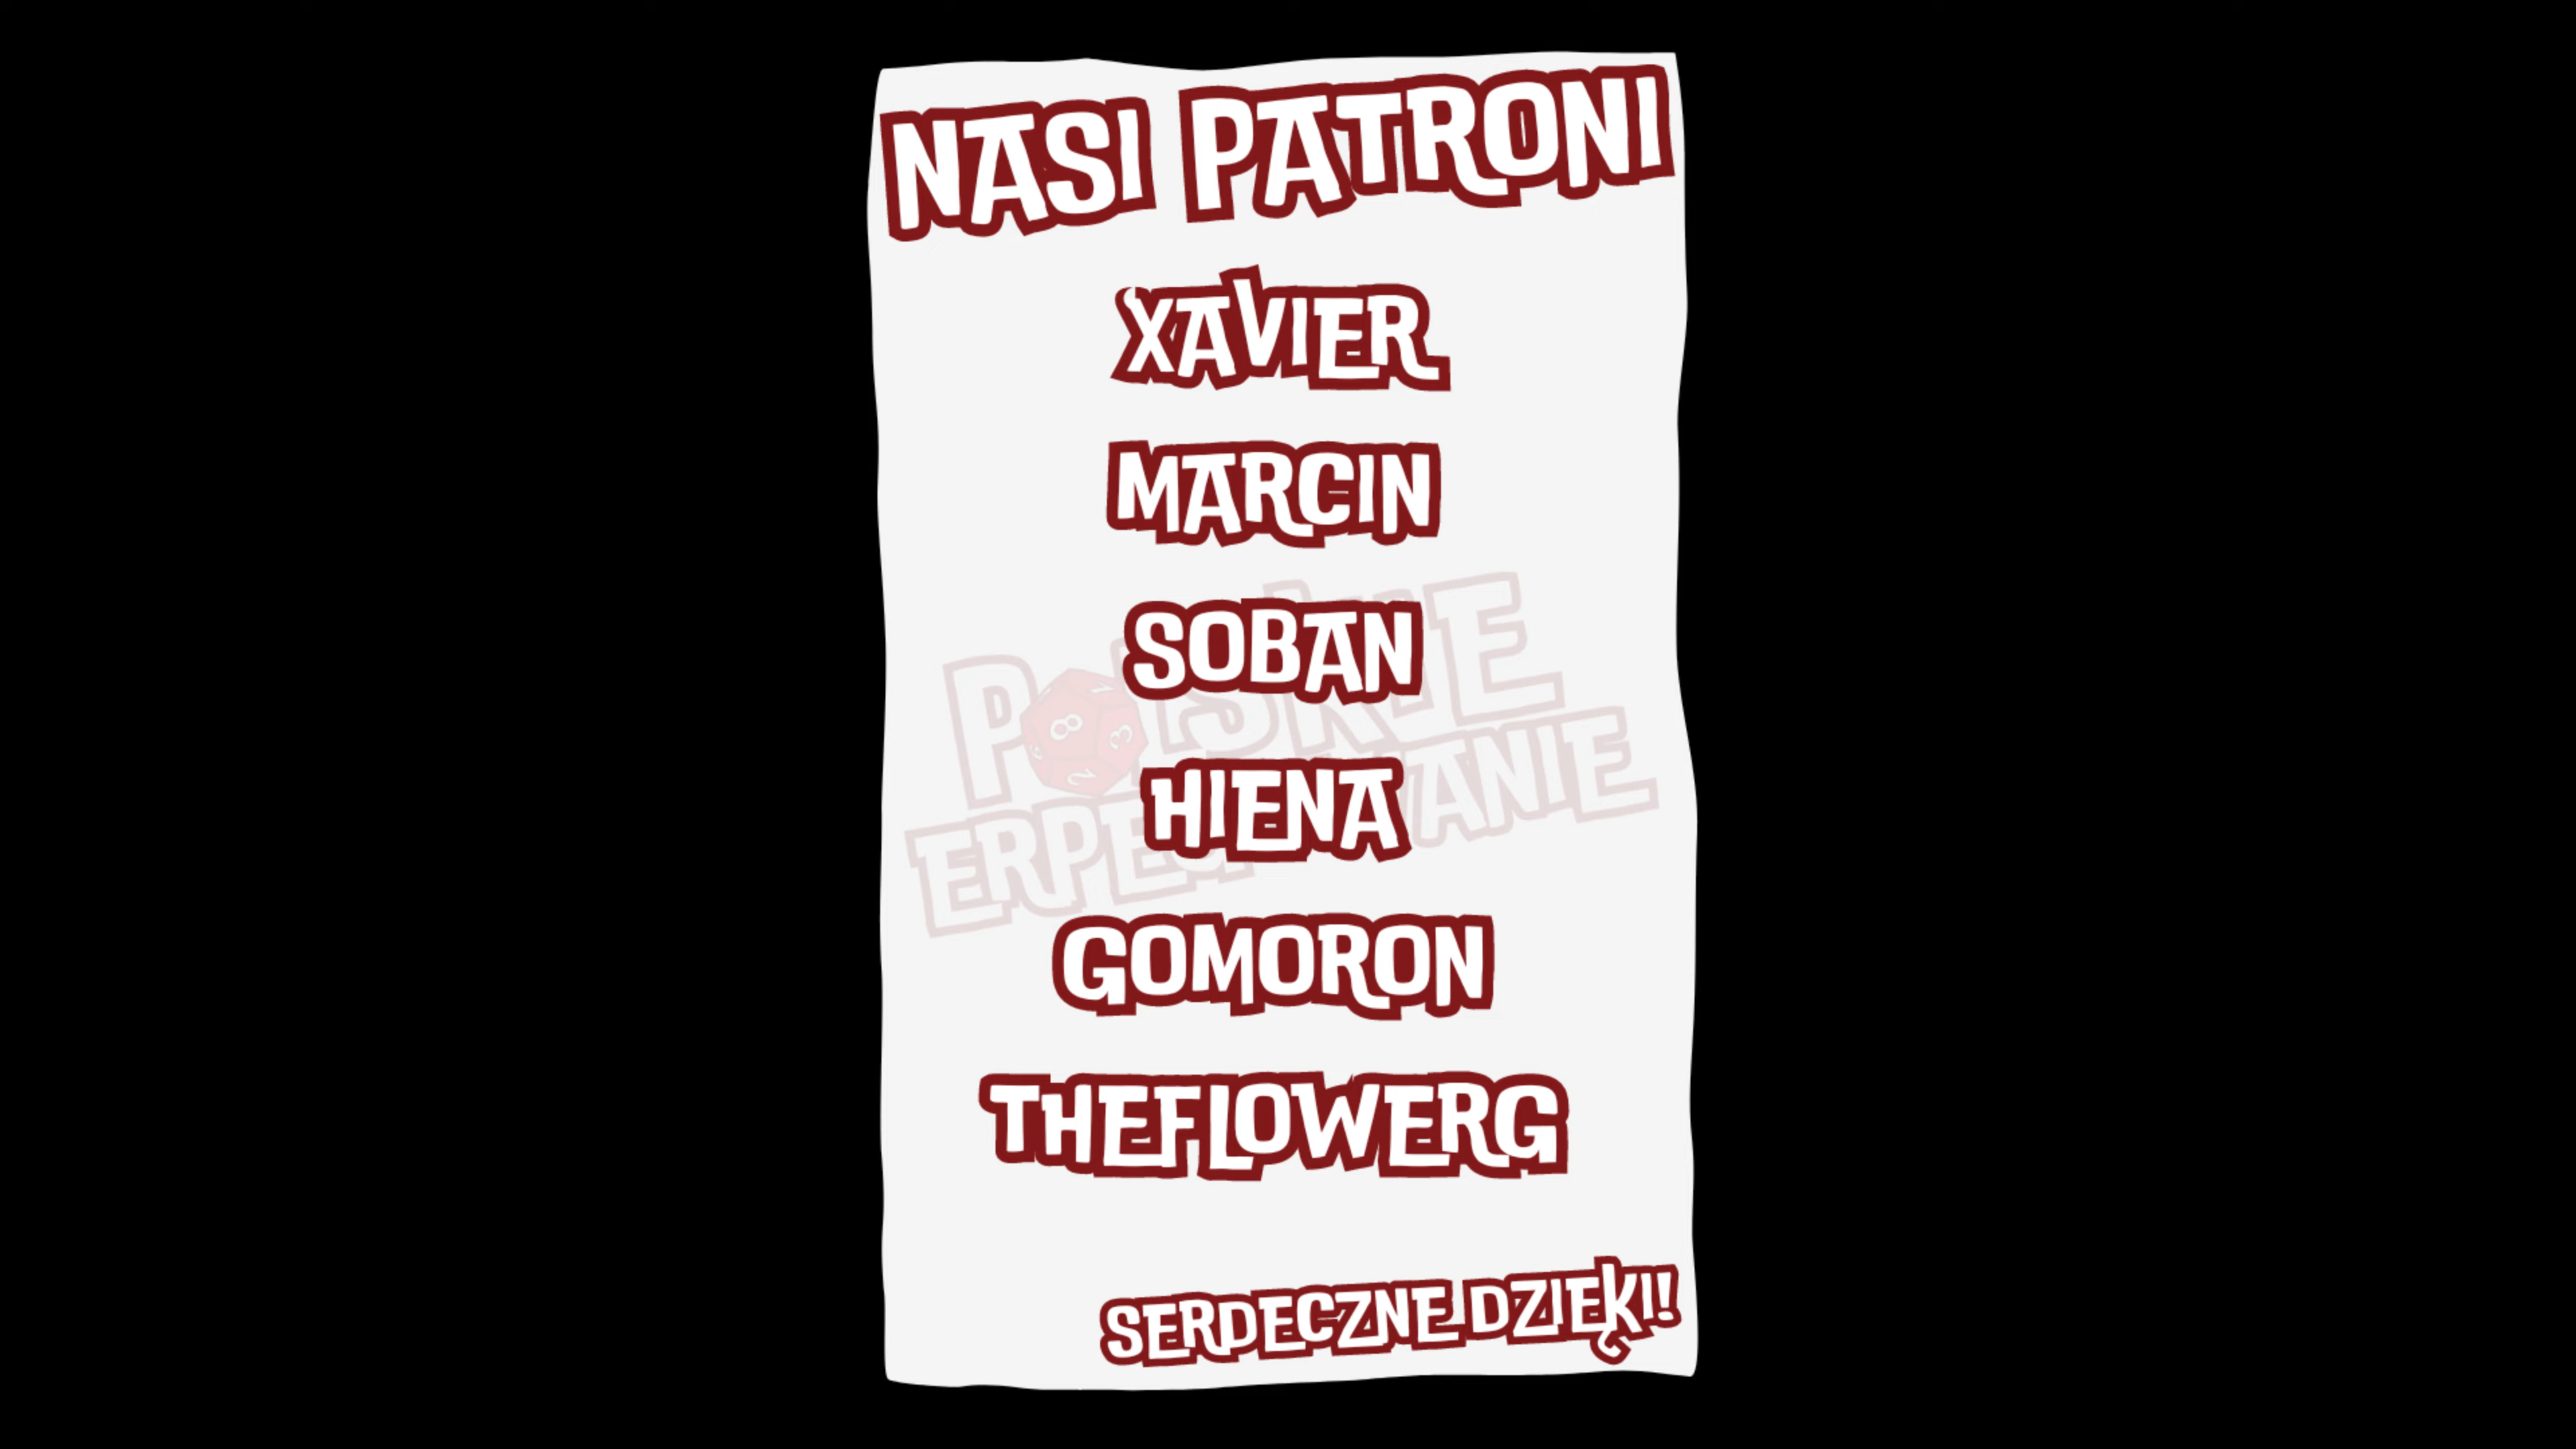 NASI PATRONI
XAVIER
MARCIN
SOBAN
HIENA
GOMORON
THEFLOWERG
SERDECZNE DZIĘKI!